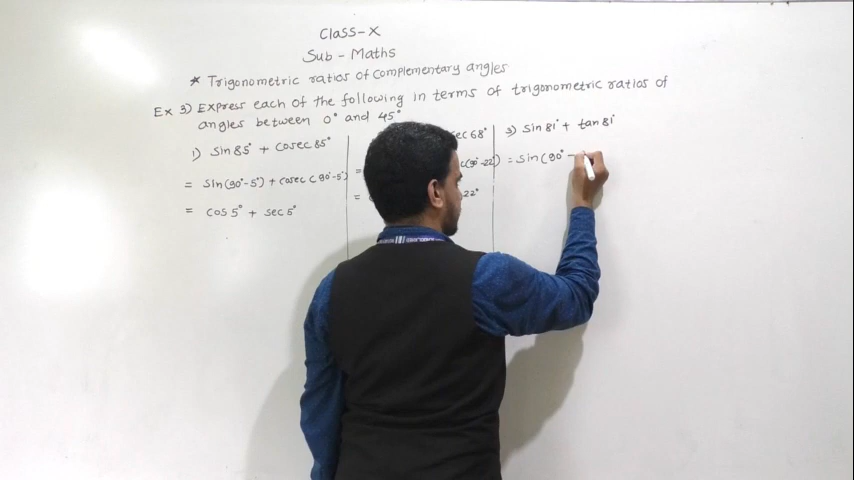 Class-X
Sub - Maths
* Trigonometric ratios of complementary angles
Ex 3) Express each of the following in terms of trigonometric ratios of
angles between 0° and 45°
1) Sin 85° + Cosec 85°
= Sin(90°-5°) + cosec (90°-5°)
= cos 5° + sec 5°
sec 68°
= c(90°-22)
= 22°
3) Sin 81° + tan 81°
= Sin (90° -